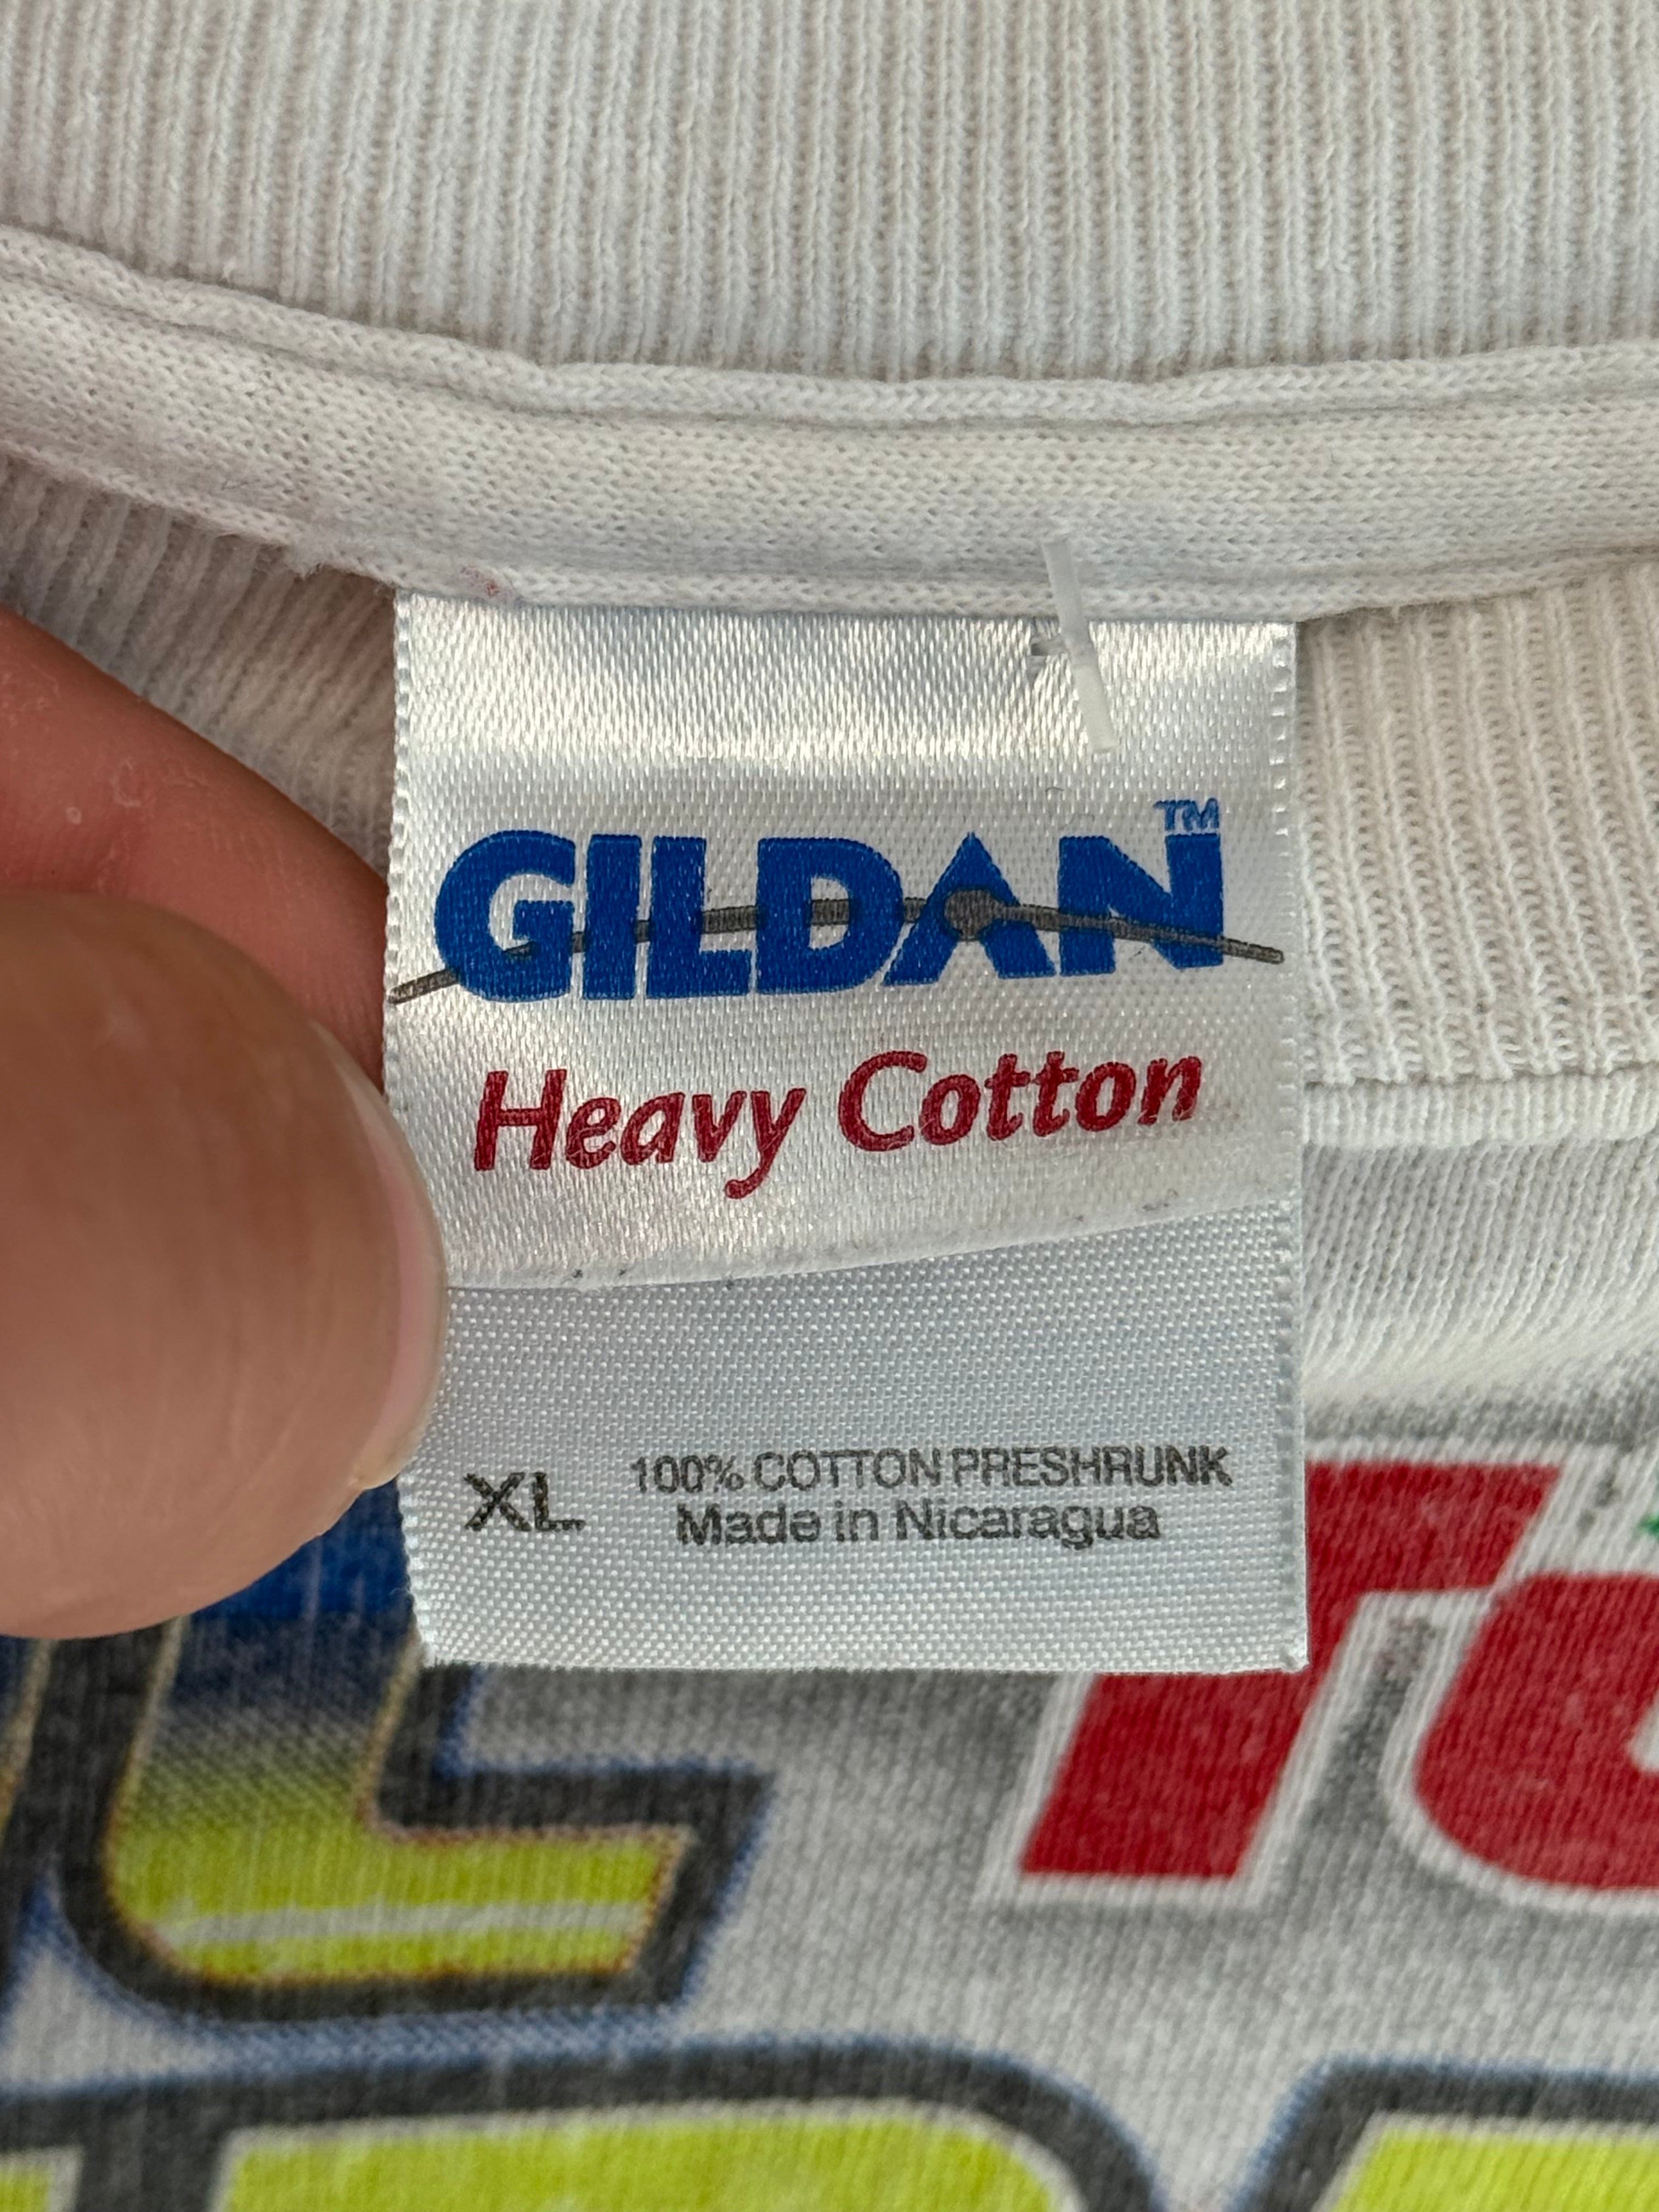 GILDAN™
Heavy Cotton
XL 100% COTTON PRESHRUNK
Made in Nicaragua